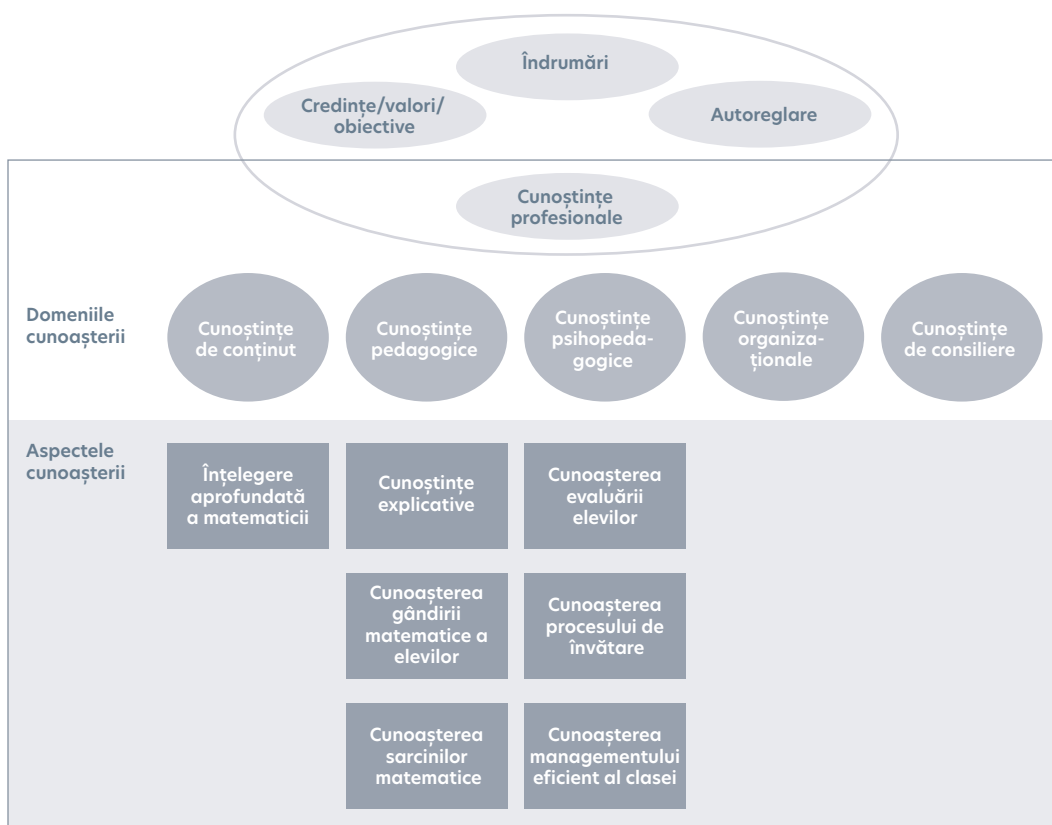 Îndrumări
Credințe/valori/
obiective
Autoreglare
Cunoștințe
profesionale
Domeniile
cunoașterii
Cunoștințe
de conținut
Cunoștințe
pedagogice
Cunoștințe
psihopeda-
gogice
Cunoștințe
organiza-
ționale
Cunoștințe
de consiliere
Aspectele
cunoașterii
Înțelegere
aprofundată
a matematicii
Cunoștințe
explicative
Cunoașterea
evaluării
elevilor
Cunoașterea
gândirii
matematice a
elevilor
Cunoașterea
procesului de
învătare
Cunoașterea
sarcinilor
matematice
Cunoașterea
managementului
eficient al clasei